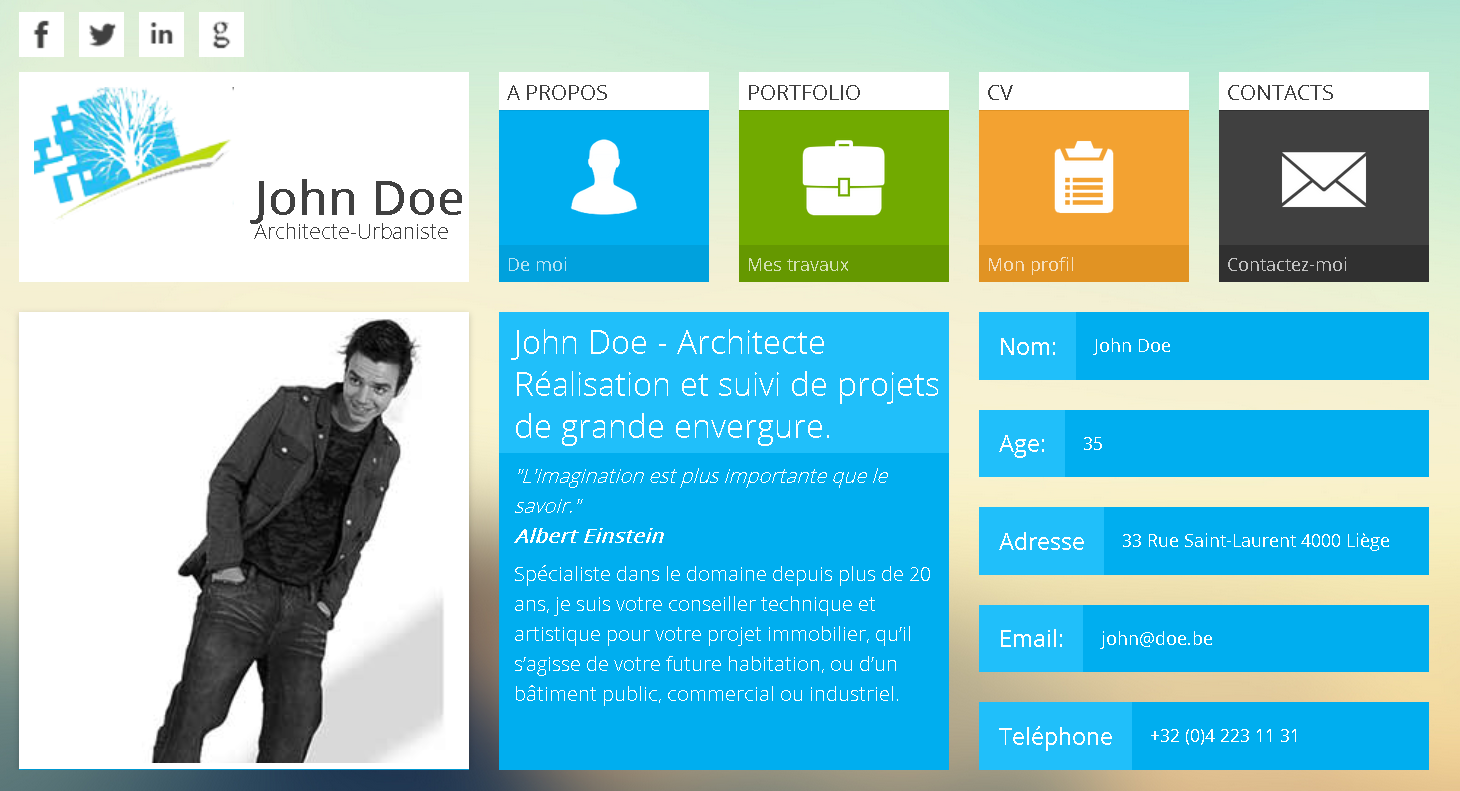 f
in
g
John Doe
Architecte-Urbaniste
A PROPOS
De moi
PORTFOLIO
Mes travaux
CV
Mon profil
CONTACTS
Contactez-moi
John Doe - Architecte
Réalisation et suivi de projets
de grande envergure.
"L'imagination est plus importante que le
savoir."
Albert Einstein
Spécialiste dans le domaine depuis plus de 20
ans, je suis votre conseiller technique et
artistique pour votre projet immobilier, qu'il
s'agisse de votre future habitation, ou d'un
bâtiment public, commercial ou industriel.
Nom: John Doe
Age: 35
Adresse 33 Rue Saint-Laurent 4000 Liège
Email: john@doe.be
Teléphone +32 (0)4 223 11 31